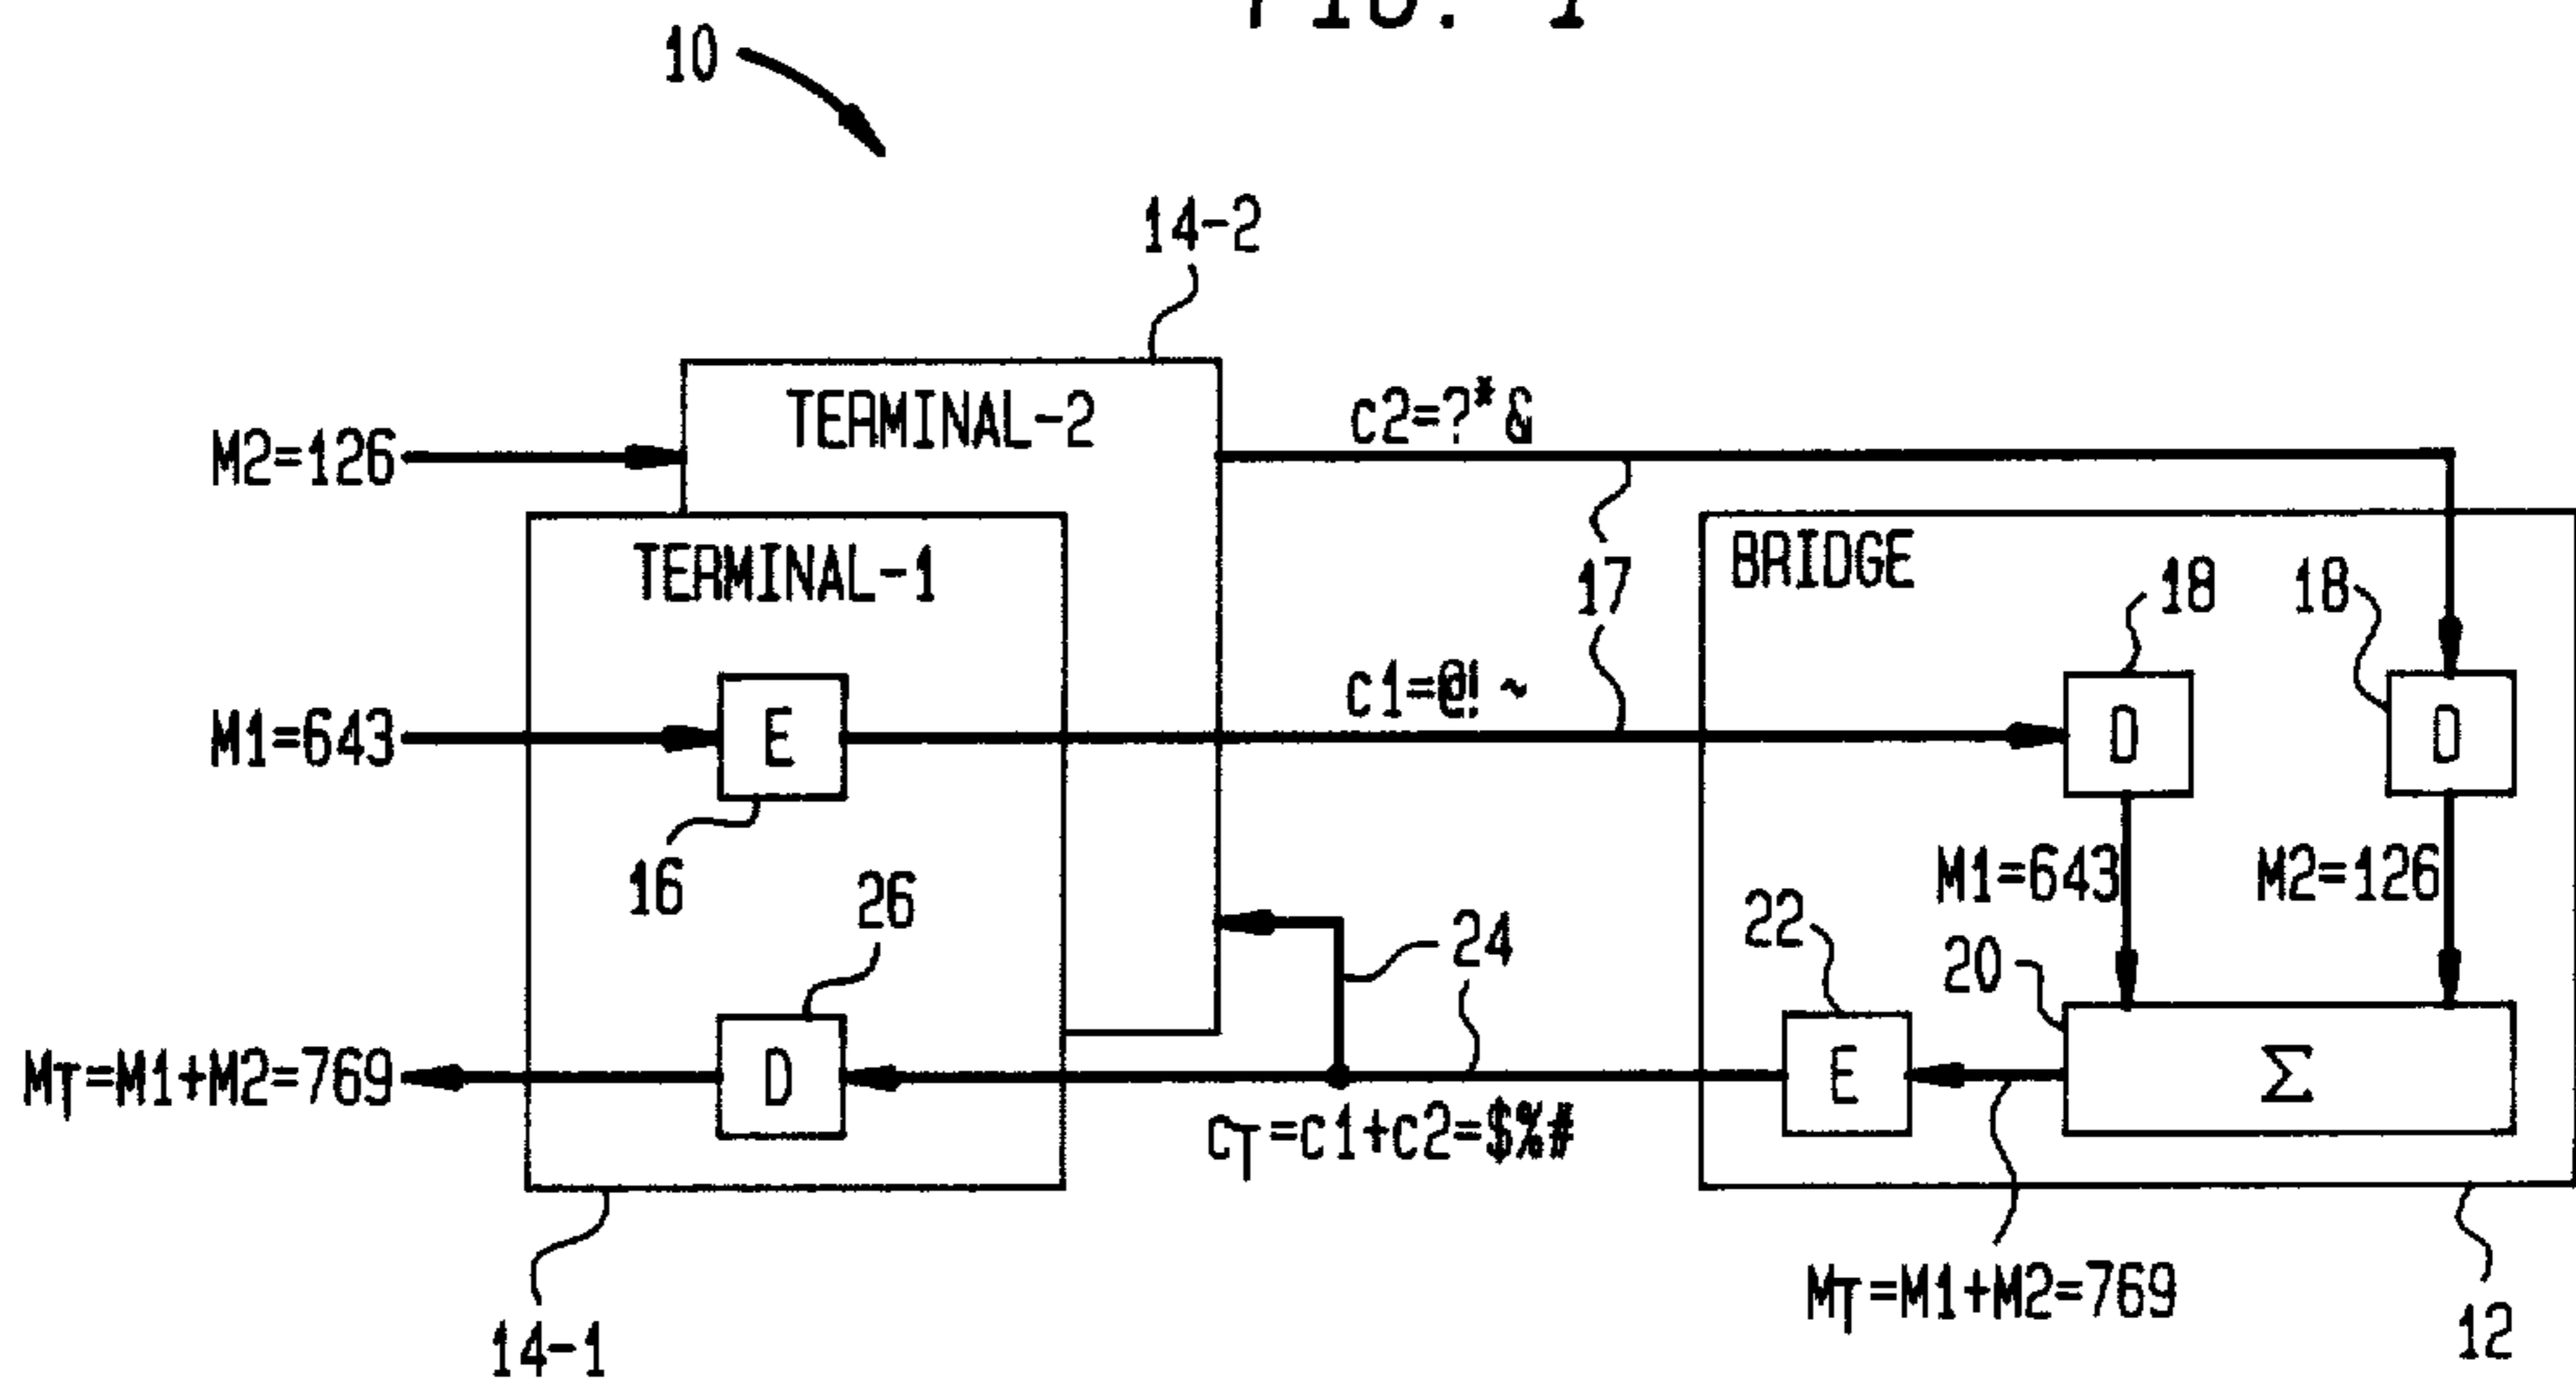 FIG. 1
10
14-2
TERMINAL-2
c2=?*&
M2=126
TERMINAL-1
BRIDGE
17
18
18
c1=@!~
M1=643
E
D
D
16
26
M1=643
M2=126
22
24
20
MT=M1+M2=769
D
E
Σ
cT=c1+c2=$%#
MT=M1+M2=769
14-1
12